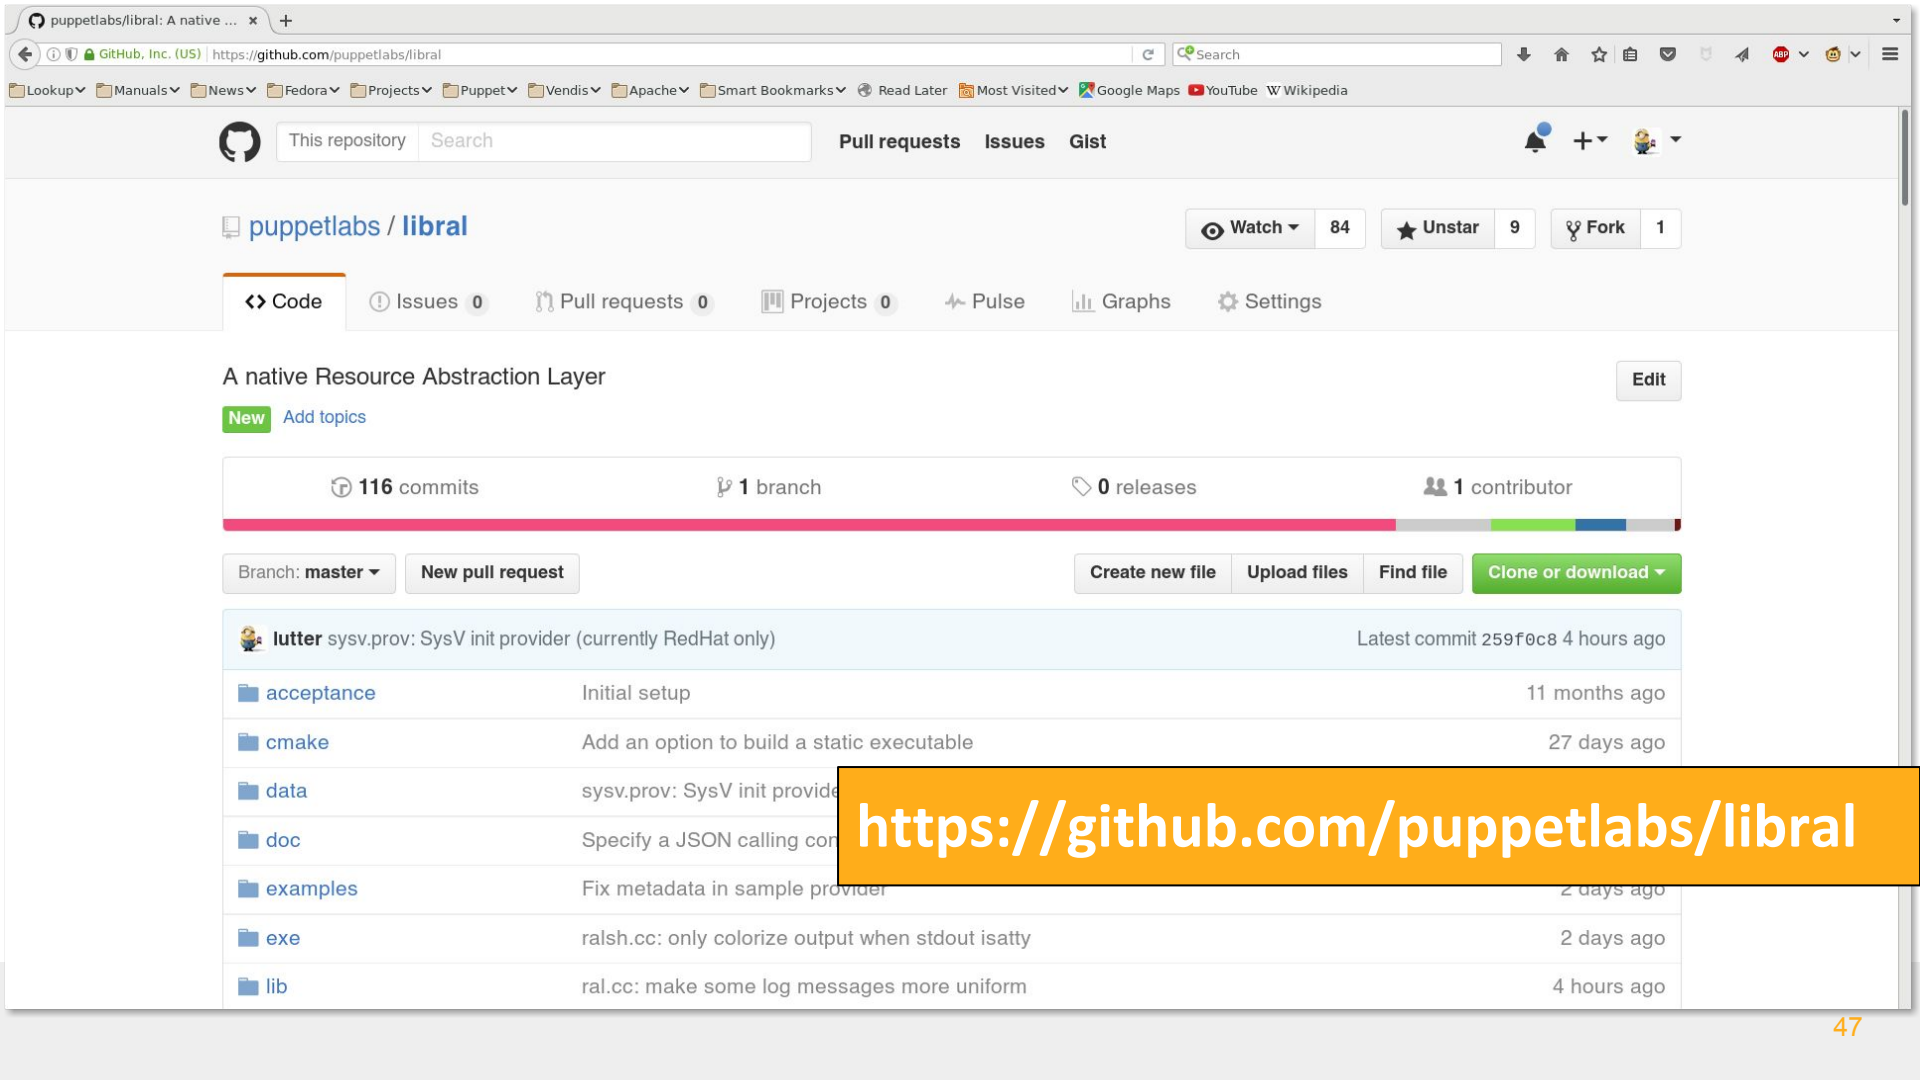 puppetlabs/libral: A native ... × +
GitHub, Inc. (US) https://github.com/puppetlabs/libral Search ABP
Lookup Manuals News Fedora Projects Puppet Vendis Apache Smart Bookmarks Read Later Most Visited Google Maps YouTube W Wikipedia
This repository Search Pull requests Issues Gist
puppetlabs / libral Watch 84 Unstar 9 Fork 1
<> Code Issues 0 Pull requests 0 Projects 0 Pulse Graphs Settings
A native Resource Abstraction Layer Edit
New Add topics
116 commits 1 branch 0 releases 1 contributor
Branch: master New pull request Create new file Upload files Find file Clone or download
lutter sysv.prov: SysV init provider (currently RedHat only) Latest commit 259f0c8 4 hours ago
acceptance Initial setup 11 months ago
cmake Add an option to build a static executable 27 days ago
data sysv.prov: SysV init provide
https://github.com/puppetlabs/libral
doc Specify a JSON calling con
examples Fix metadata in sample provider 2 days ago
exe ralsh.cc: only colorize output when stdout isatty 2 days ago
lib ral.cc: make some log messages more uniform 4 hours ago
47